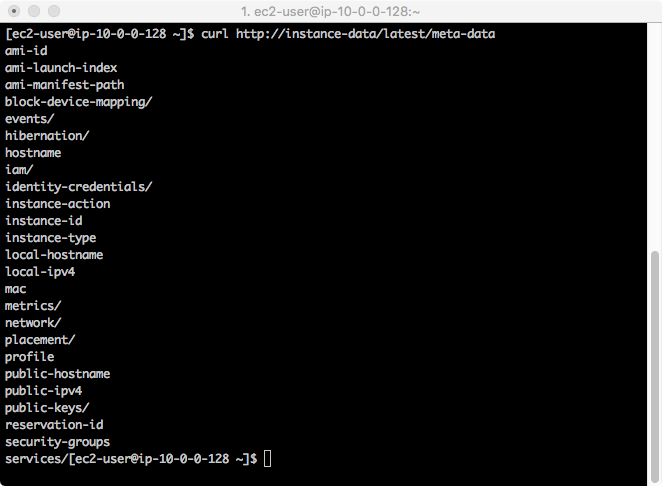 1. ec2-user@ip-10-0-0-128:~
[ec2-user@ip-10-0-0-128 ~]$ curl http://instance-data/latest/meta-data
ami-id
ami-launch-index
ami-manifest-path
block-device-mapping/
events/
hibernation/
hostname
iam/
identity-credentials/
instance-action
instance-id
instance-type
local-hostname
local-ipv4
mac
metrics/
network/
placement/
profile
public-hostname
public-ipv4
public-keys/
reservation-id
security-groups
services/[ec2-user@ip-10-0-0-128 ~]$